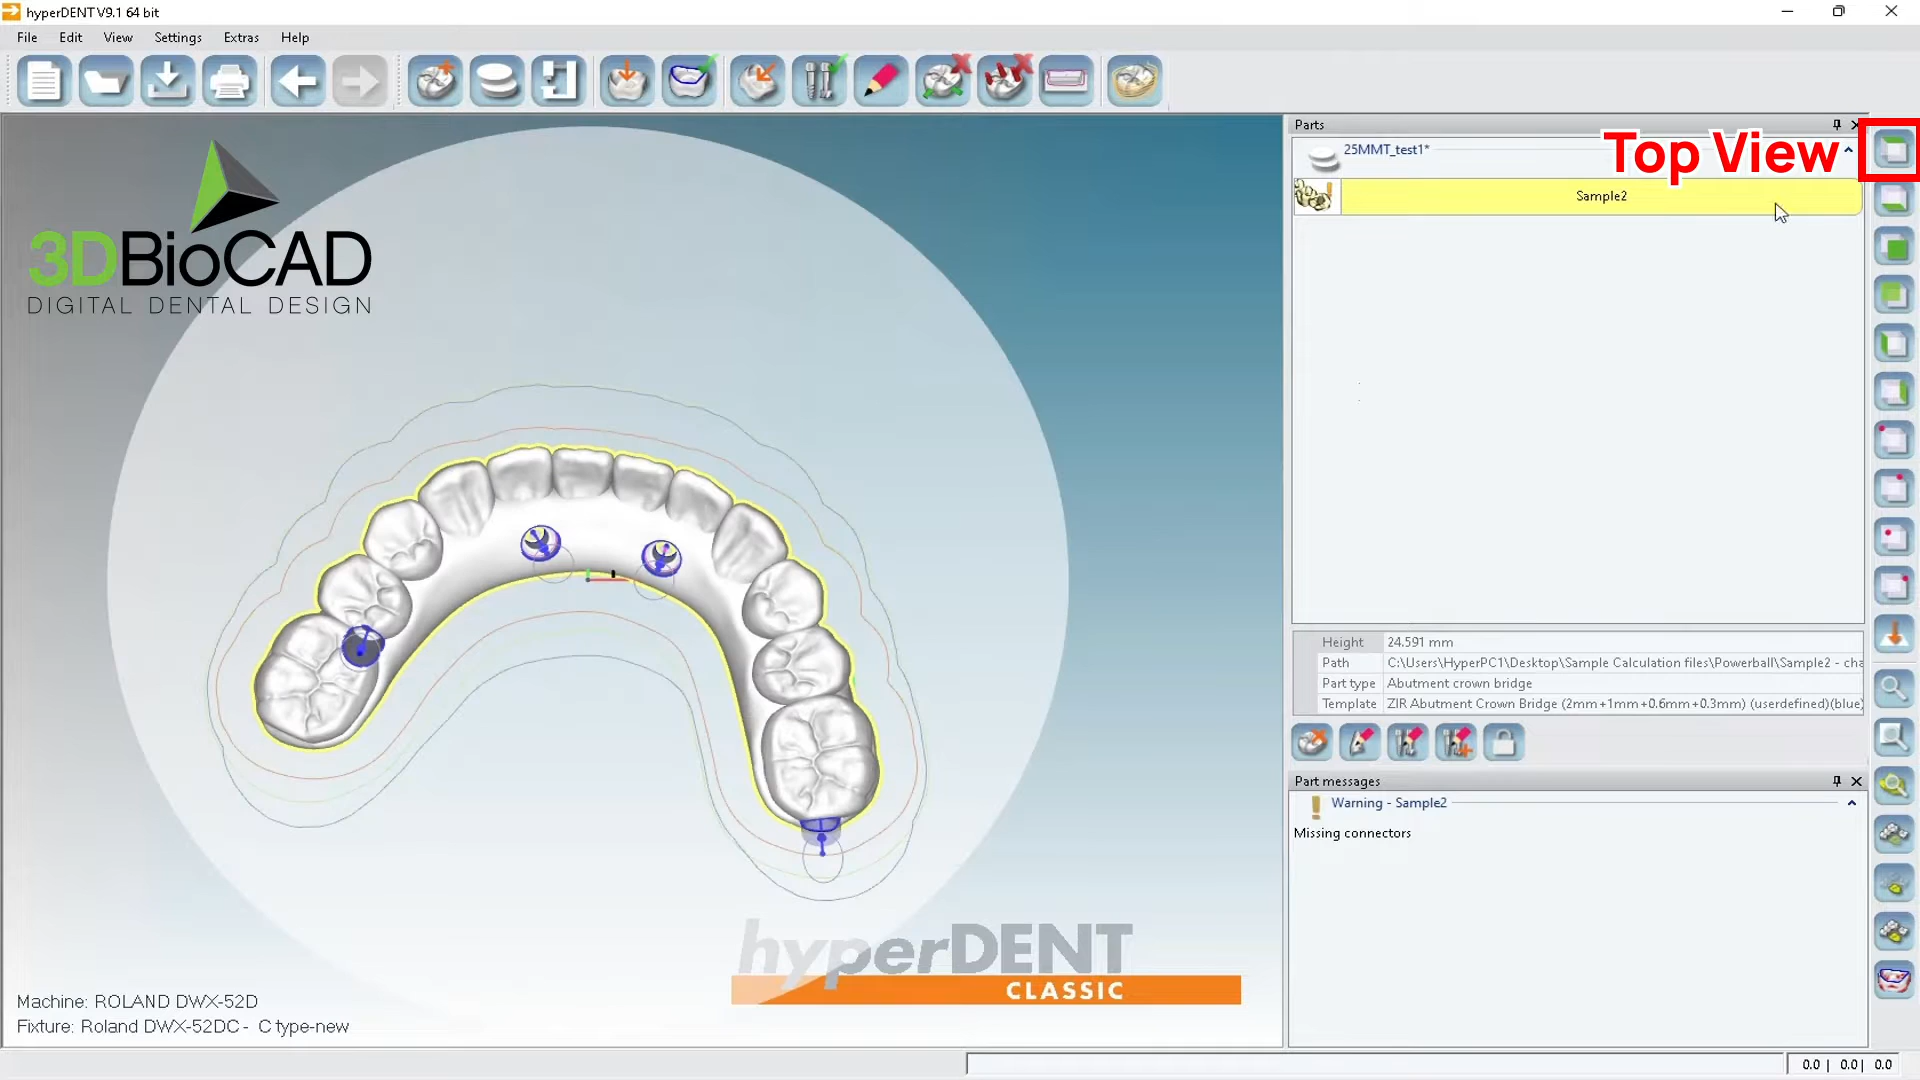 hyperDENT V9.1 64 bit
File Edit View Settings Extras Help
Parts
25MMT_test1*
Top View
Sample2
3DBioCAD
DIGITAL DENTAL DESIGN
Height 24.591 mm
Path C:\Users\HyperPC1\Desktop\Sample Calculation files\Powerball\Sample2 - cha
Part type Abutment crown bridge
Template ZIR Abutment Crown Bridge (2mm+1mm+0.6mm+0.3mm) (userdefined)(blue)
Part messages
Warning - Sample2
Missing connectors
hyperDENT
CLASSIC
Machine: ROLAND DWX-52D
Fixture: Roland DWX-52DC - C type-new
0.0 | 0.0 | 0.0